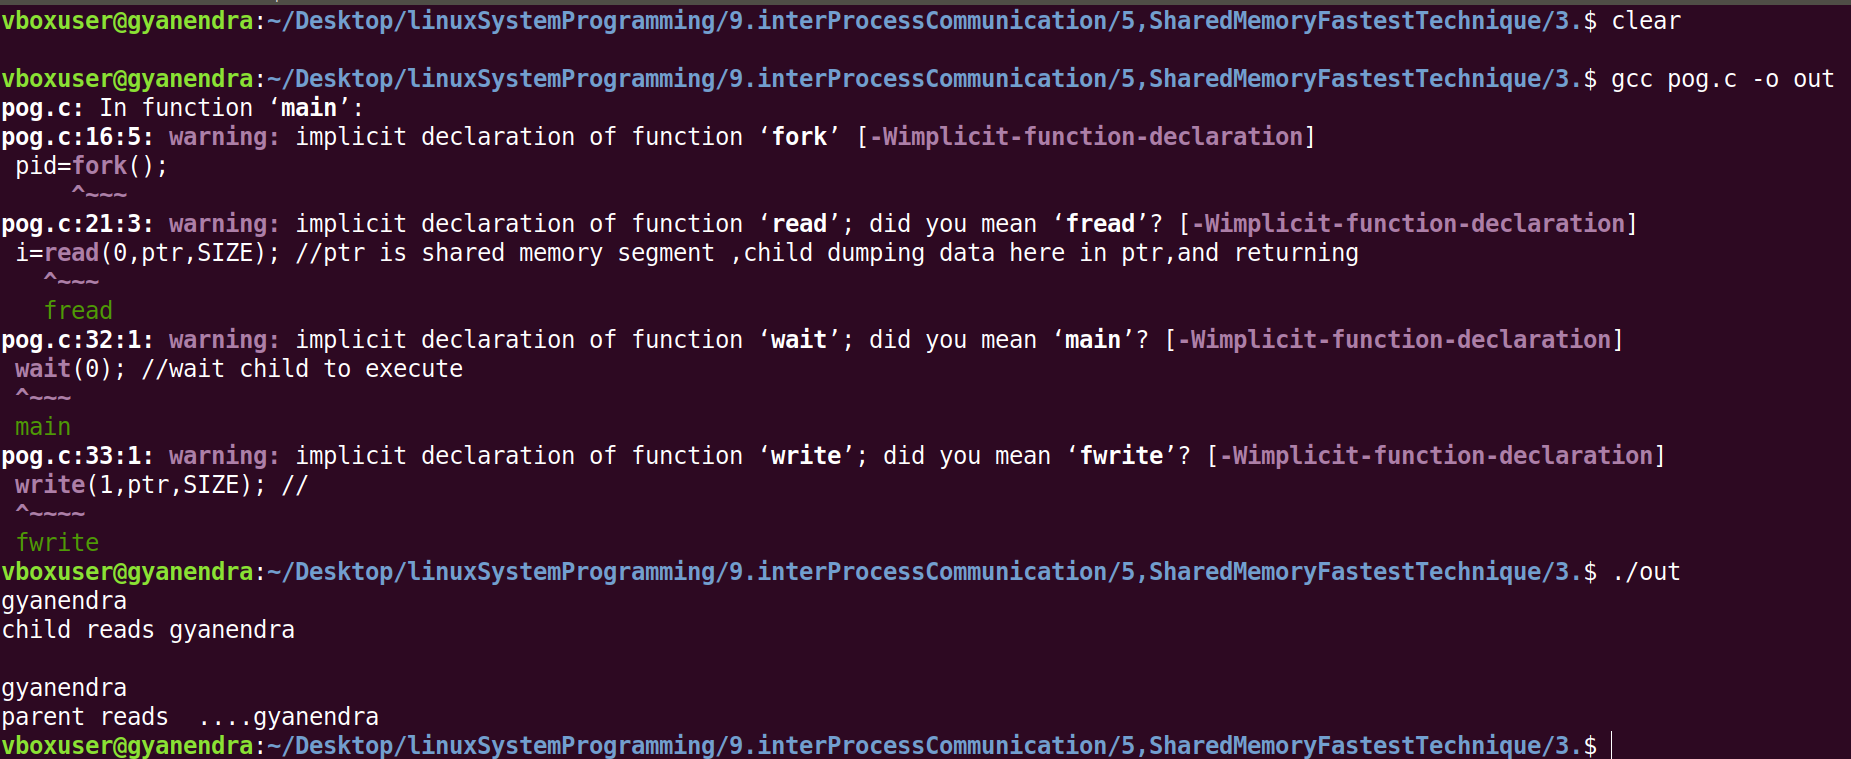 vboxuser@gyanendra:~/Desktop/linuxSystemProgramming/9.interProcessCommunication/5,SharedMemoryFastestTechnique/3.$ clear
vboxuser@gyanendra:~/Desktop/linuxSystemProgramming/9.interProcessCommunication/5,SharedMemoryFastestTechnique/3.$ gcc pog.c -o out
pog.c: In function ‘main’:
pog.c:16:5: warning: implicit declaration of function ‘fork’ [-Wimplicit-function-declaration]
 pid=fork();
     ^~~~
pog.c:21:3: warning: implicit declaration of function ‘read’; did you mean ‘fread’? [-Wimplicit-function-declaration]
 i=read(0,ptr,SIZE); //ptr is shared memory segment ,child dumping data here in ptr,and returning
   ^~~~
   fread
pog.c:32:1: warning: implicit declaration of function ‘wait’; did you mean ‘main’? [-Wimplicit-function-declaration]
 wait(0); //wait child to execute
 ^~~~
 main
pog.c:33:1: warning: implicit declaration of function ‘write’; did you mean ‘fwrite’? [-Wimplicit-function-declaration]
 write(1,ptr,SIZE); //
 ^~~~~
 fwrite
vboxuser@gyanendra:~/Desktop/linuxSystemProgramming/9.interProcessCommunication/5,SharedMemoryFastestTechnique/3.$ ./out
gyanendra
child reads gyanendra
gyanendra
parent reads  ....gyanendra
vboxuser@gyanendra:~/Desktop/linuxSystemProgramming/9.interProcessCommunication/5,SharedMemoryFastestTechnique/3.$